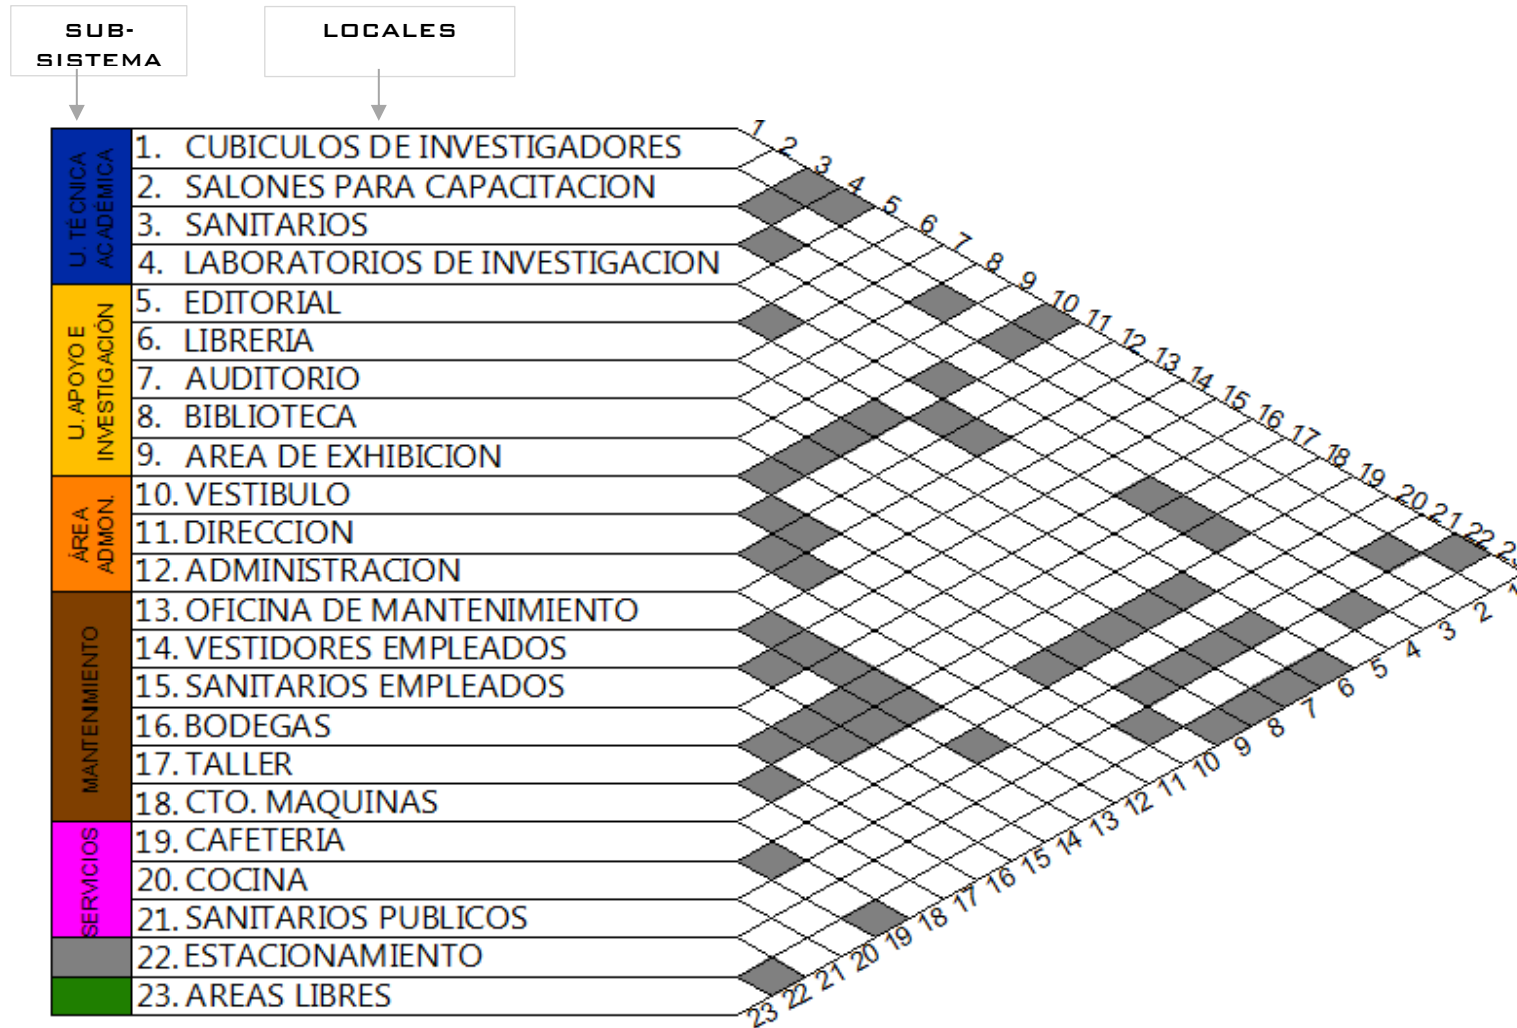 SUB-
SISTEMA
LOCALES
U. TÉCNICA
ACADÉMICA
1. CUBICULOS DE INVESTIGADORES
2. SALONES PARA CAPACITACION
3. SANITARIOS
4. LABORATORIOS DE INVESTIGACION
U. APOYO E
INVESTIGACIÓN
5. EDITORIAL
6. LIBRERIA
7. AUDITORIO
8. BIBLIOTECA
9. AREA DE EXHIBICION
ÁREA
ADMON.
10. VESTIBULO
11. DIRECCION
12. ADMINISTRACION
MANTENIMIENTO
13. OFICINA DE MANTENIMIENTO
14. VESTIDORES EMPLEADOS
15. SANITARIOS EMPLEADOS
16. BODEGAS
17. TALLER
18. CTO. MAQUINAS
SERVICIOS
19. CAFETERIA
20. COCINA
21. SANITARIOS PUBLICOS
22. ESTACIONAMIENTO
23. AREAS LIBRES
1 2 3 4 5 6 7 8 9 10 11 12 13 14 15 16 17 18 19 20 21 22 23
1 2 3 4 5 6 7 8 9 10 11 12 13 14 15 16 17 18 19 20 21 22 23